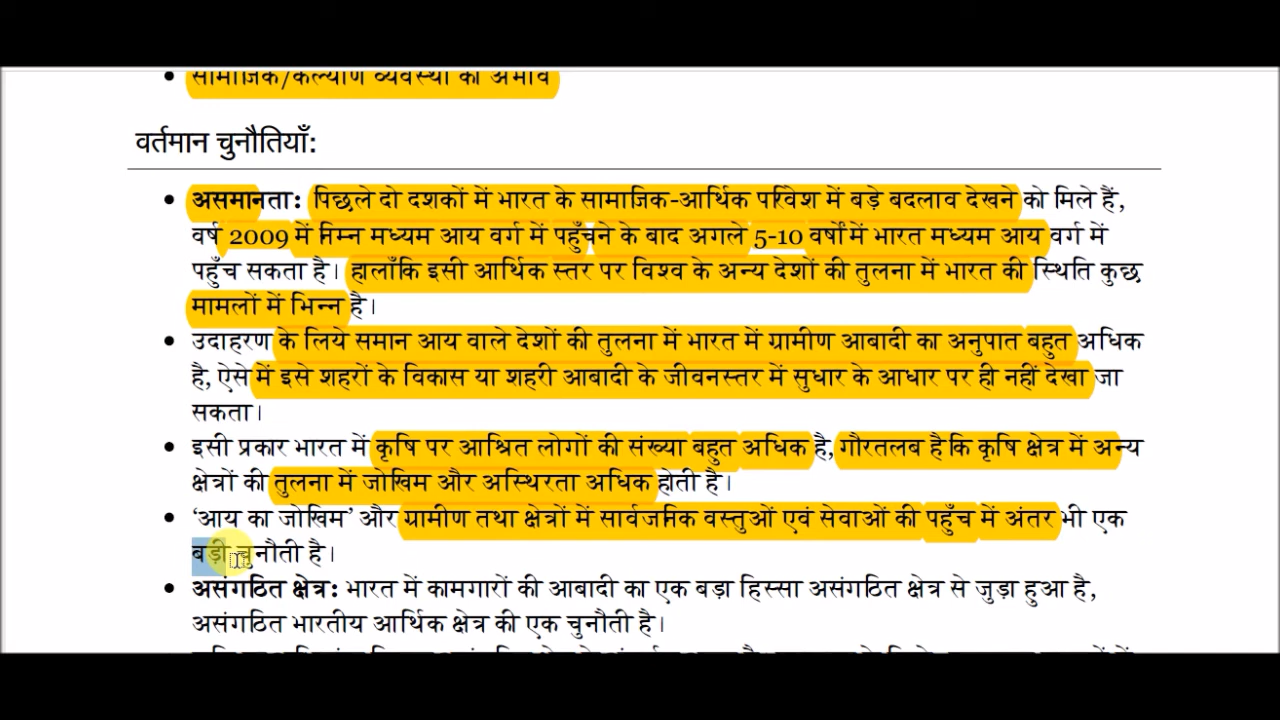 सामाजिक/कल्याण व्यवस्था का अभाव
वर्तमान चुनौतियाँ:
असमानता: पिछले दो दशकों में भारत के सामाजिक-आर्थिक परिवेश में बड़े बदलाव देखने को मिले हैं,
वर्ष 2009 में निम्न मध्यम आय वर्ग में पहुँचने के बाद अगले 5-10 वर्षों में भारत मध्यम आय वर्ग में
पहुँच सकता है। हालाँकि इसी आर्थिक स्तर पर विश्व के अन्य देशों की तुलना में भारत की स्थिति कुछ
मामलों में भिन्न है।
उदाहरण के लिये समान आय वाले देशों की तुलना में भारत में ग्रामीण आबादी का अनुपात बहुत अधिक
है, ऐसे में इसे शहरों के विकास या शहरी आबादी के जीवनस्तर में सुधार के आधार पर ही नहीं देखा जा
सकता।
इसी प्रकार भारत में कृषि पर आश्रित लोगों की संख्या बहुत अधिक है, गौरतलब है कि कृषि क्षेत्र में अन्य
क्षेत्रों की तुलना में जोखिम और अस्थिरता अधिक होती है।
‘आय का जोखिम’ और ग्रामीण तथा क्षेत्रों में सार्वजनिक वस्तुओं एवं सेवाओं की पहुँच में अंतर भी एक
बड़ी चुनौती है।
असंगठित क्षेत्र: भारत में कामगारों की आबादी का एक बड़ा हिस्सा असंगठित क्षेत्र से जुड़ा हुआ है,
असंगठित भारतीय आर्थिक क्षेत्र की एक चुनौती है।